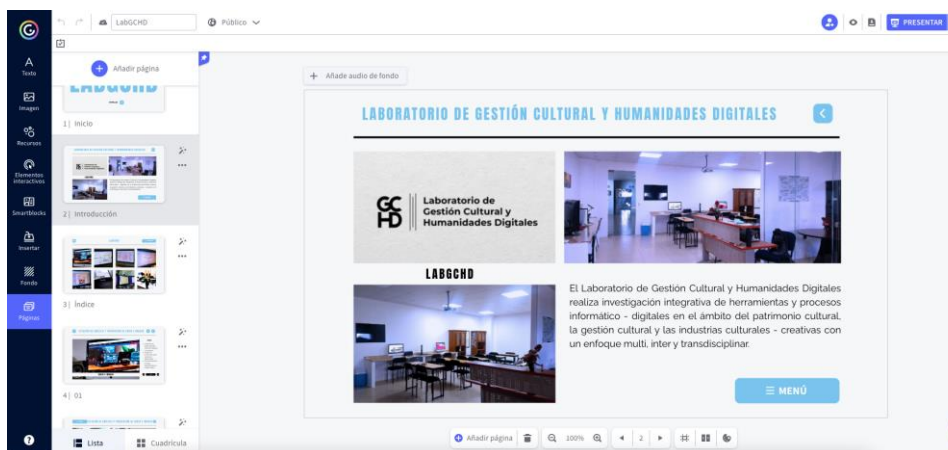 LabGCHD
Público
PRESENTAR
Texto
Imagen
Recursos
Elementos
interactivos
Smartblocks
Insertar
Fondo
Páginas
Añadir página
LABGCHD
1| Inicio
2| Introducción
3| Índice
4| 01
Lista
Cuadrícula
Añade audio de fondo
LABORATORIO DE GESTIÓN CULTURAL Y HUMANIDADES DIGITALES
GC
HD
Laboratorio de
Gestión Cultural y
Humanidades Digitales
LABGCHD
El Laboratorio de Gestión Cultural y Humanidades Digitales
realiza investigación integrativa de herramientas y procesos
informático - digitales en el ámbito del patrimonio cultural,
la gestión cultural y las industrias culturales - creativas con
un enfoque multi, inter y transdisciplinar.
MENÚ
Añadir página
100%
2